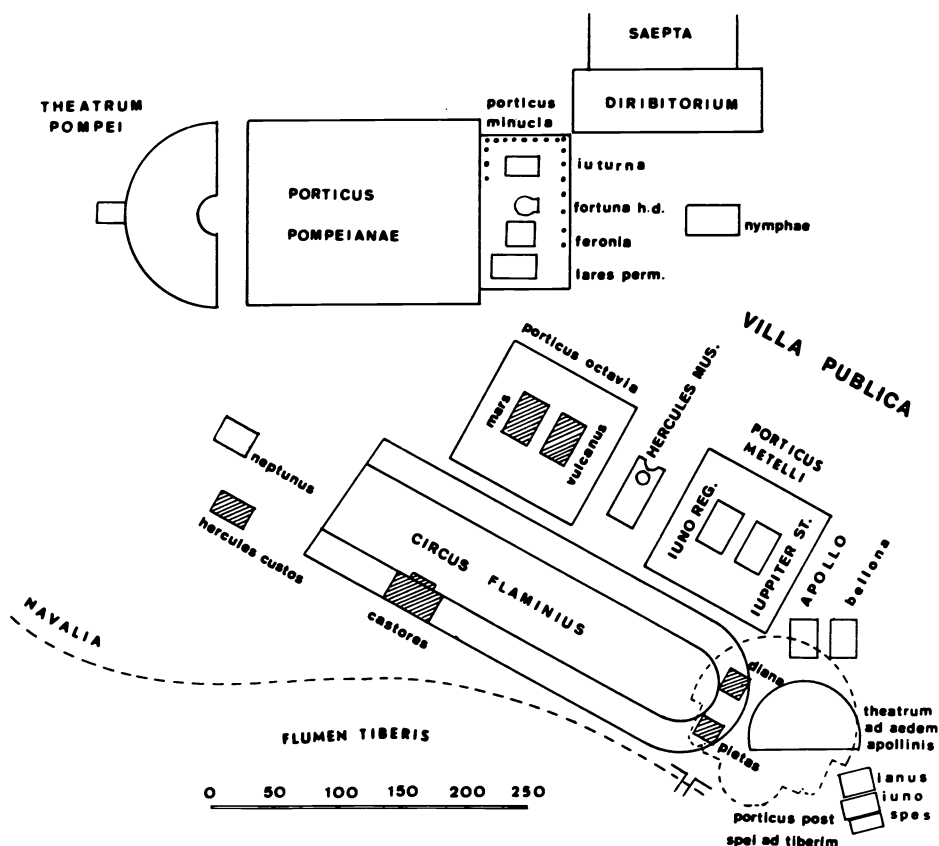 SAEPTA
DIRIBITORIUM
THEATRUM
POMPEI
porticus
minucia
PORTICUS
POMPEIANAE
iuturna
fortuna h.d.
feronia
lares perm.
nymphae
VILLA PUBLICA
porticus octavia
mars
vulcanus
HERCULES MUS.
PORTICUS
METELLI
IUNO REG.
IUPPITER ST.
APOLLO
bellona
neptunus
hercules custos
CIRCUS FLAMINIUS
castores
NAVALIA
FLUMEN TIBERIS
diana
pietas
theatrum
ad aedem
apollinis
ianus
iuno
spes
porticus post
spei ad tiberim
0 50 100 150 200 250